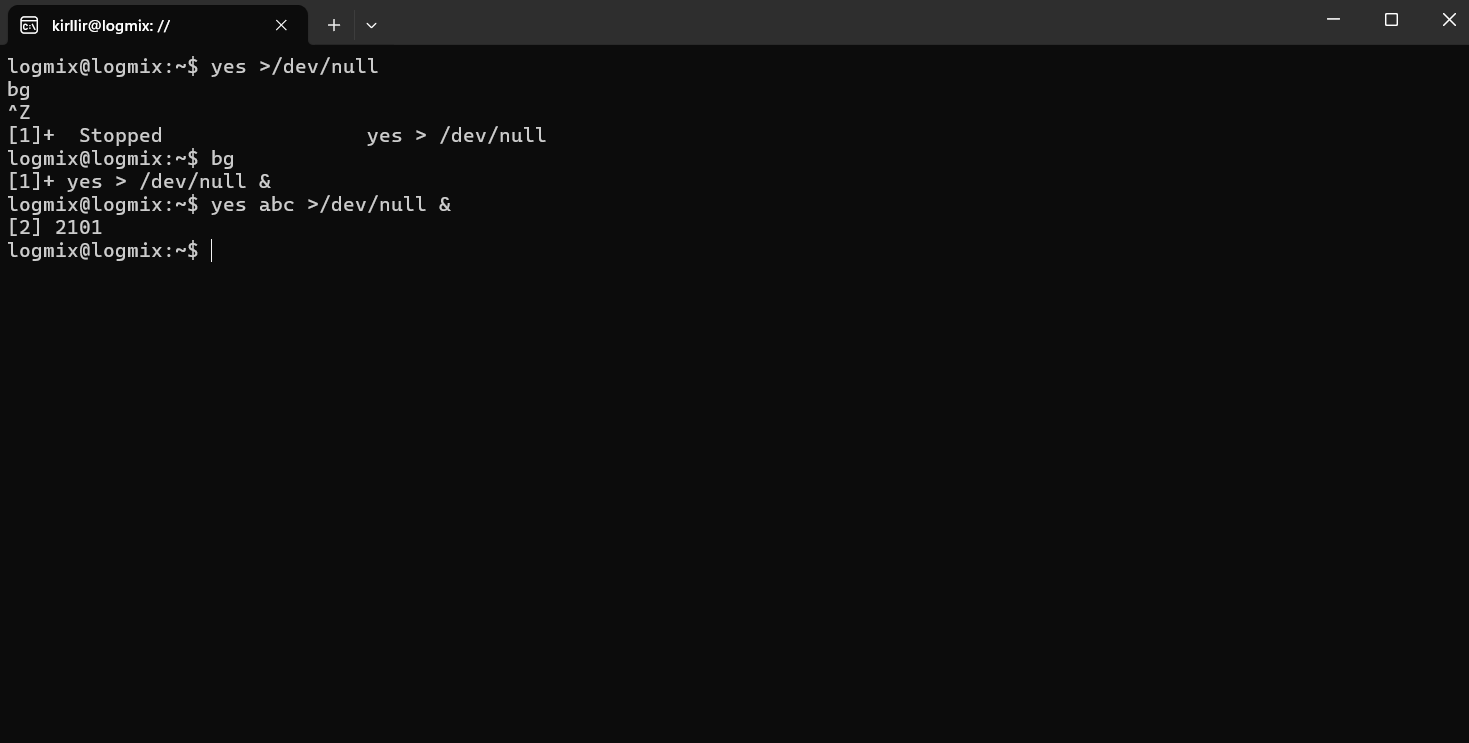 kirllir@logmix: //
logmix@logmix:~$ yes >/dev/null
bg
^Z
[1]+  Stopped                 yes > /dev/null
logmix@logmix:~$ bg
[1]+ yes > /dev/null &
logmix@logmix:~$ yes abc >/dev/null &
[2] 2101
logmix@logmix:~$